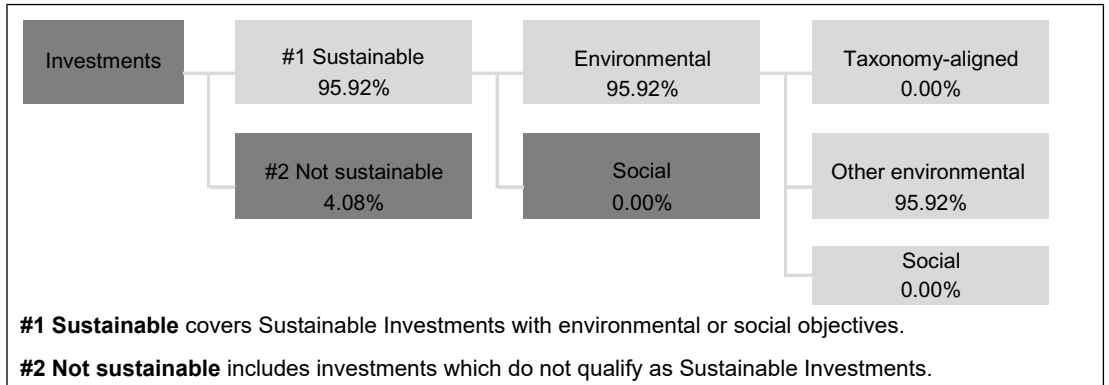 Investments
#1 Sustainable
95.92%
Environmental
95.92%
Taxonomy-aligned
0.00%
#2 Not sustainable
4.08%
Social
0.00%
Other environmental
95.92%
Social
0.00%
#1 Sustainable covers Sustainable Investments with environmental or social objectives.
#2 Not sustainable includes investments which do not qualify as Sustainable Investments.